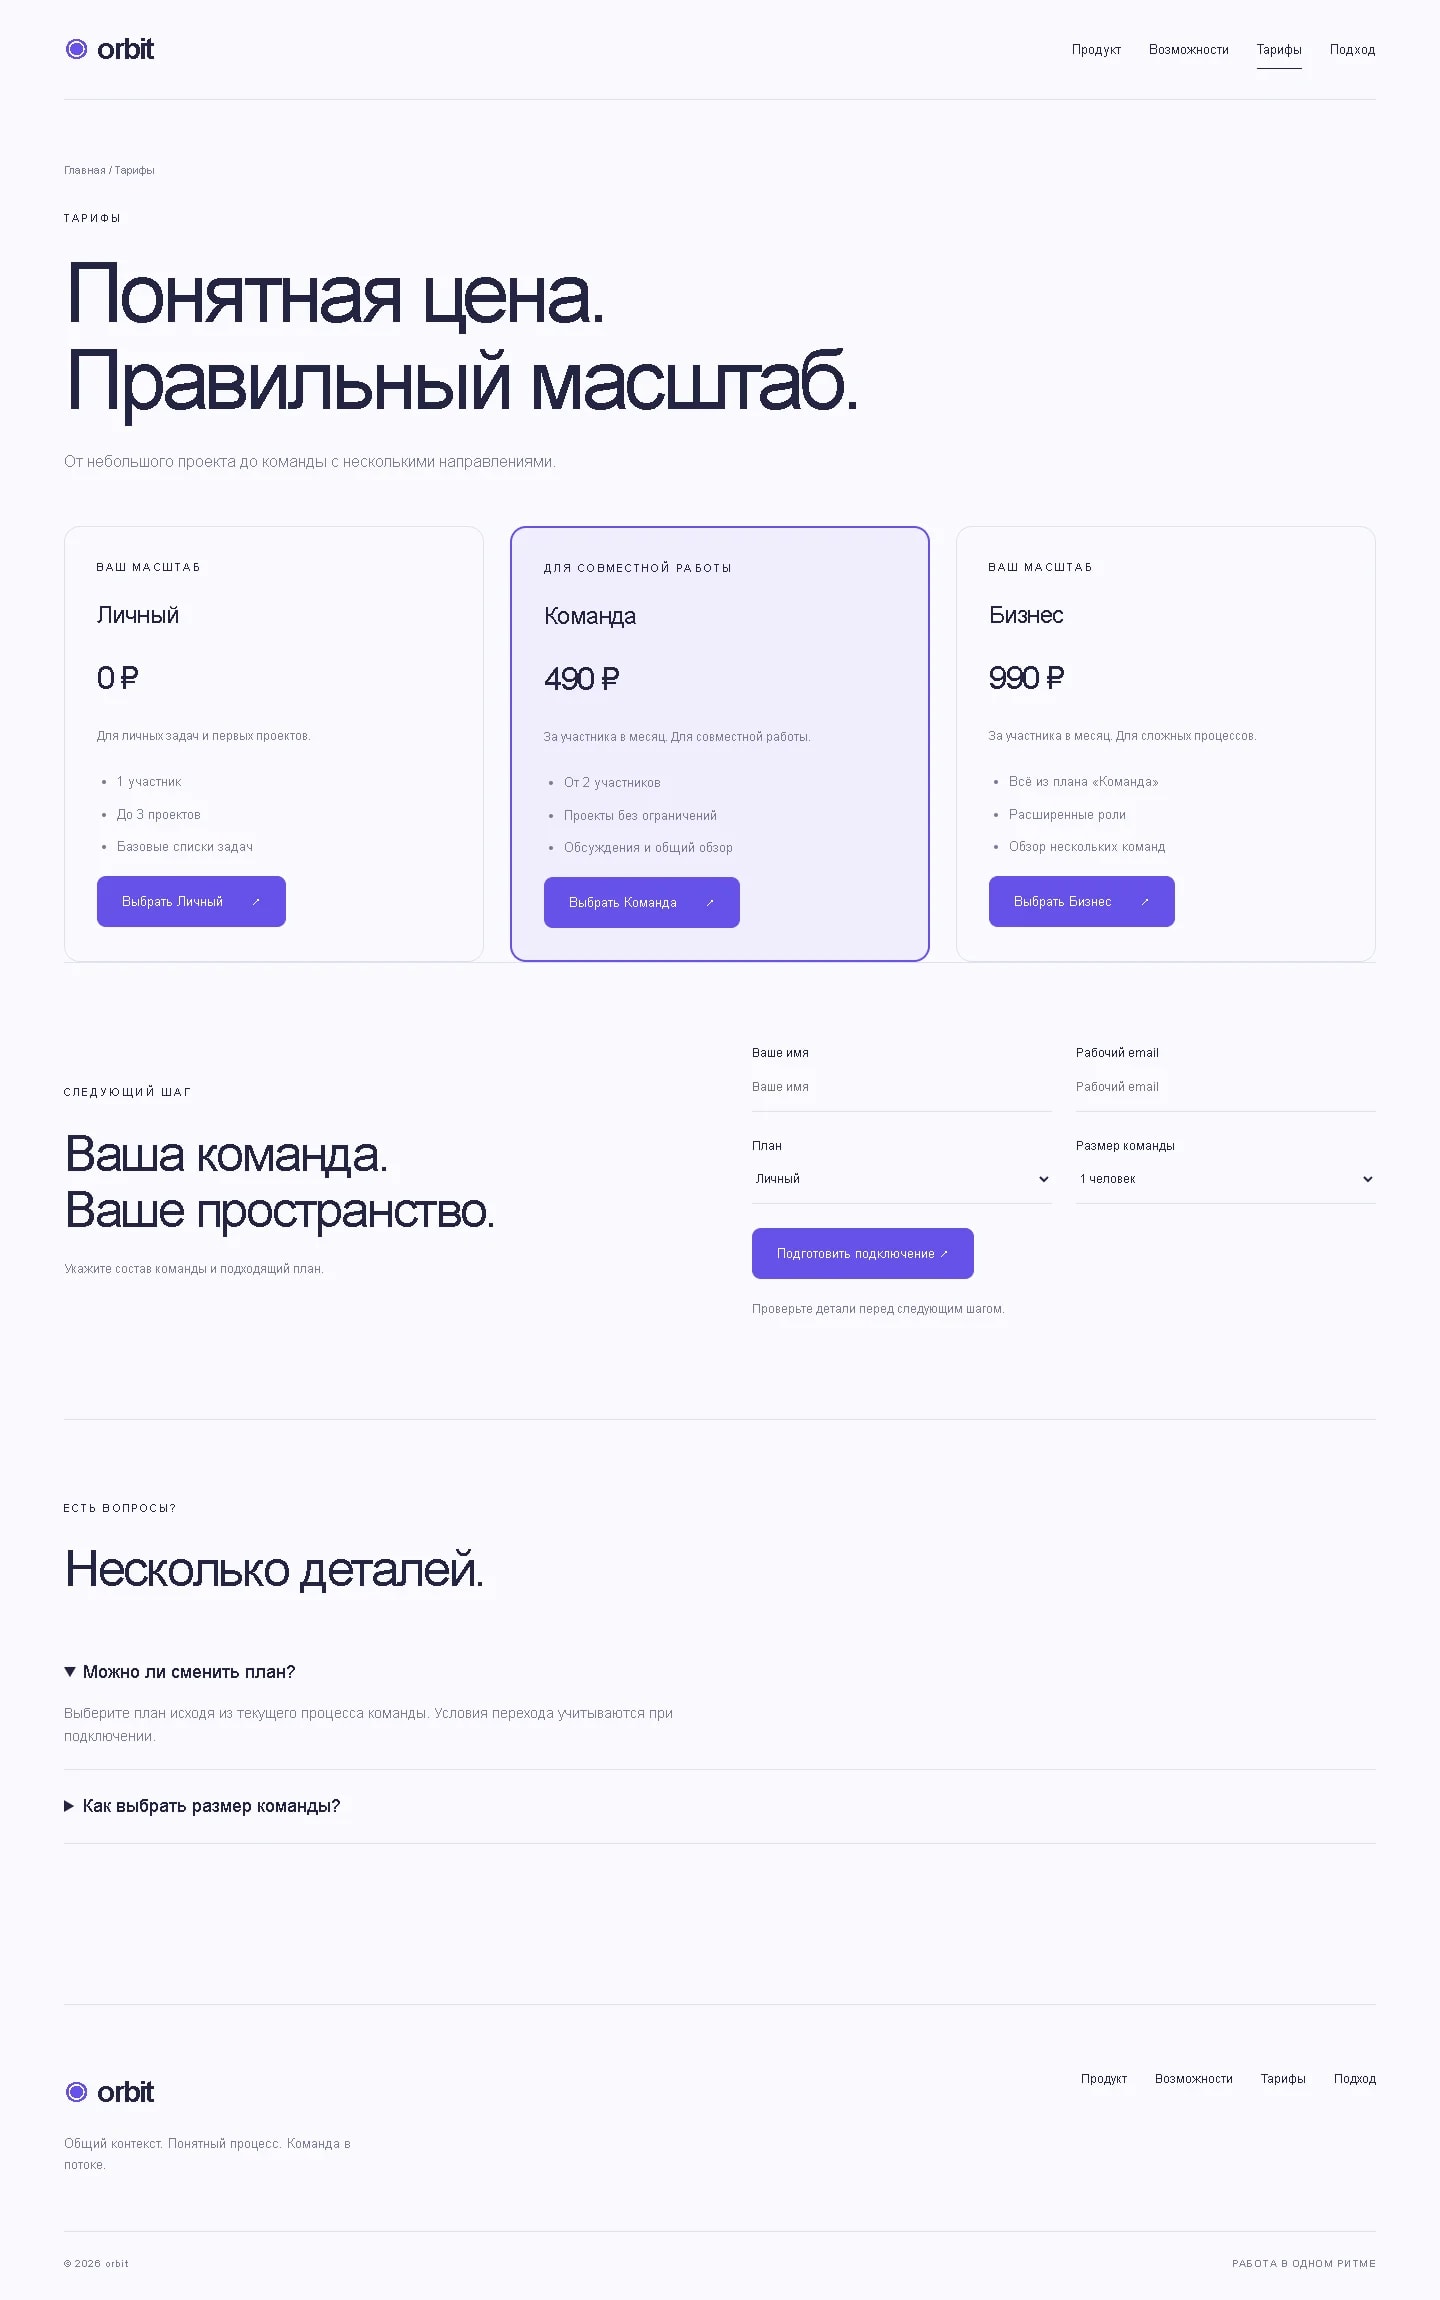 orbit
Продукт Возможности Тарифы Подход
Главная / Тарифы
ТАРИФЫ
Понятная цена.
Правильный масштаб.
От небольшого проекта до команды с несколькими направлениями.
ВАШ МАСШТАБ
Личный
0 ₽
Для личных задач и первых проектов.
1 участник
До 3 проектов
Базовые списки задач
Выбрать Личный ↗
ДЛЯ СОВМЕСТНОЙ РАБОТЫ
Команда
490 ₽
За участника в месяц. Для совместной работы.
От 2 участников
Проекты без ограничений
Обсуждения и общий обзор
Выбрать Команда ↗
ВАШ МАСШТАБ
Бизнес
990 ₽
За участника в месяц. Для сложных процессов.
Всё из плана «Команда»
Расширенные роли
Обзор нескольких команд
Выбрать Бизнес ↗
СЛЕДУЮЩИЙ ШАГ
Ваша команда.
Ваше пространство.
Укажите состав команды и подходящий план.
Ваше имя
Ваше имя
Рабочий email
Рабочий email
План
Личный
Размер команды
1 человек
Подготовить подключение ↗
Проверьте детали перед следующим шагом.
ЕСТЬ ВОПРОСЫ?
Несколько деталей.
Можно ли сменить план?
Выберите план исходя из текущего процесса команды. Условия перехода учитываются при
подключении.
Как выбрать размер команды?
orbit
Продукт Возможности Тарифы Подход
Общий контекст. Понятный процесс. Команда в
потоке.
© 2026 orbit
РАБОТА В ОДНОМ РИТМЕ